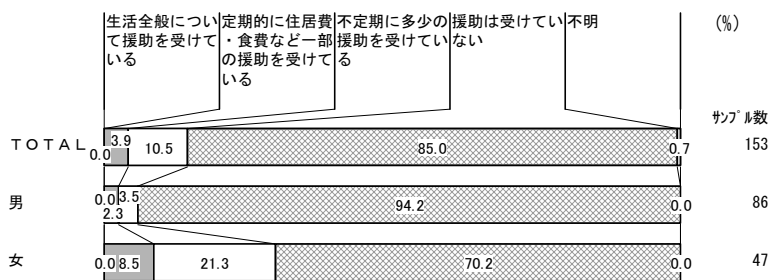 生活全般につい
て援助を受けて
いる
定期的に住居費
・食費など一部
の援助を受けて
いる
不定期に多少の
援助を受けてい
る
援助は受けてい
ない
不明
(%)
サンプル数
TOTAL 0.0 3.9 10.5 85.0 0.7 153
男 0.0 2.3 3.5 94.2 0.0 86
女 0.0 8.5 21.3 70.2 0.0 47